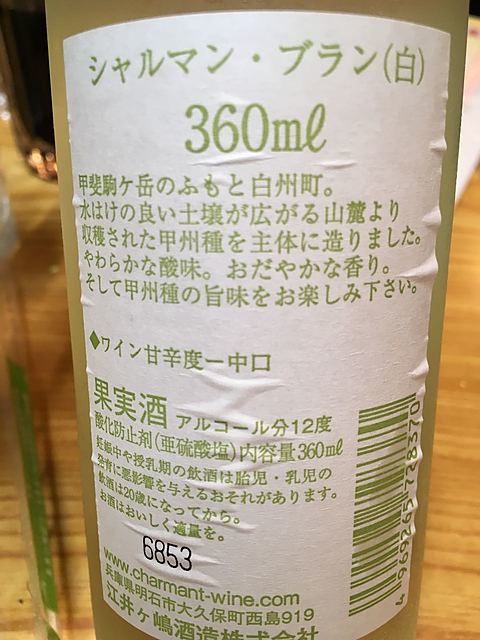 シャルマン・ブラン(白)
360mℓ
甲斐駒ケ岳のふもと白州町。
水はけの良い土壌が広がる山麓より
収穫された甲州種を主体に造りました。
やわらかな酸味。おだやかな香り。
そして甲州種の旨味をお楽しみ下さい。
◆ワイン甘辛度ー中口
果実酒 アルコール分12度
酸化防止剤(亜硫酸塩)内容量360mℓ
妊娠中や授乳期の飲酒は胎児・乳児の
発育に悪影響を与えるおそれがあります。
飲酒は20歳になってから。
お酒はおいしく適量を。
6853
www.charmant-wine.com
兵庫県明石市大久保町西島919
江井ヶ嶋酒造株式会社
4 969265 728370